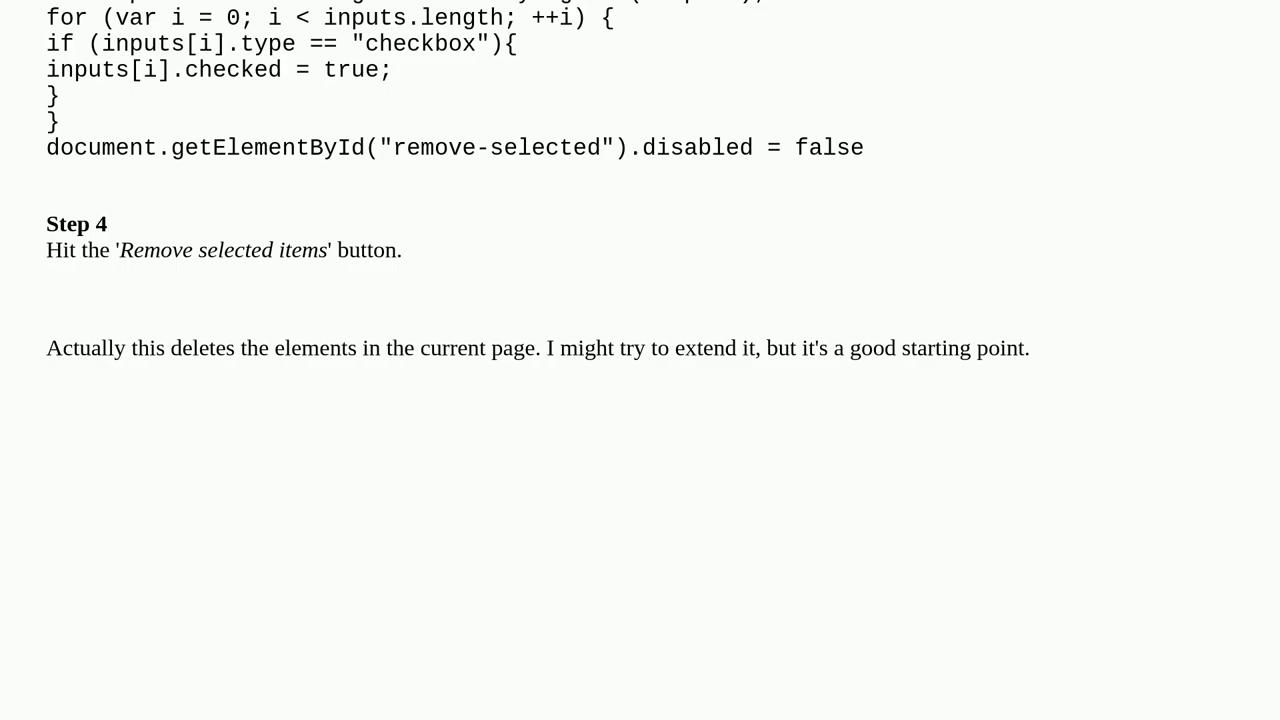 for (var i = 0; i < inputs.length; ++i) {
if (inputs[i].type == "checkbox"){
inputs[i].checked = true;
}
}
document.getElementById("remove-selected").disabled = false
Step 4
Hit the 'Remove selected items' button.
Actually this deletes the elements in the current page. I might try to extend it, but it's a good starting point.